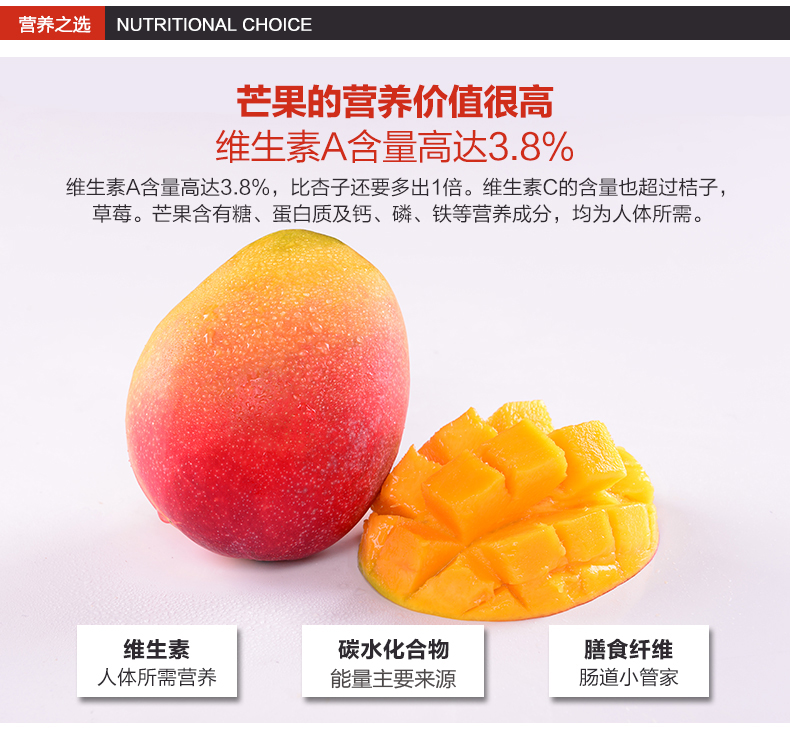 营养之选 NUTRITIONAL CHOICE
芒果的营养价值很高
维生素A含量高达3.8%
维生素A含量高达3.8%，比杏子还要多出1倍。维生素C的含量也超过桔子，
草莓。芒果含有糖、蛋白质及钙、磷、铁等营养成分，均为人体所需。
维生素
人体所需营养
碳水化合物
能量主要来源
膳食纤维
肠道小管家